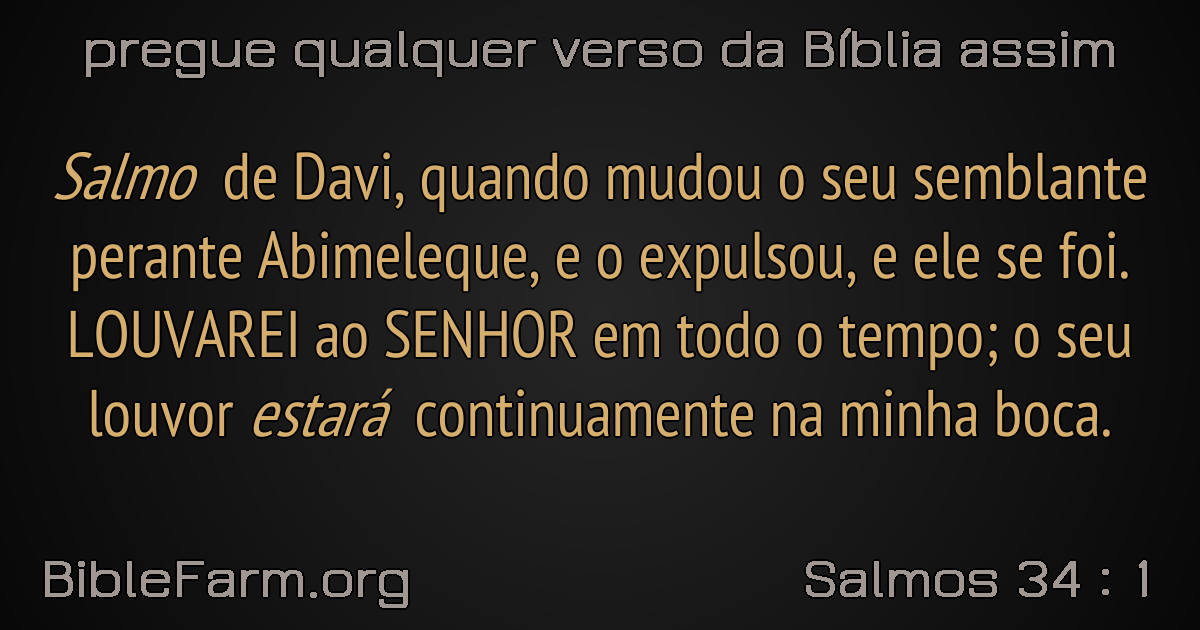 pregue qualquer verso da Bíblia assim
Salmo de Davi, quando mudou o seu semblante
perante Abimeleque, e o expulsou, e ele se foi.
LOUVAREI ao SENHOR em todo o tempo; o seu
louvor estará continuamente na minha boca.
BibleFarm.org
Salmos 34 : 1